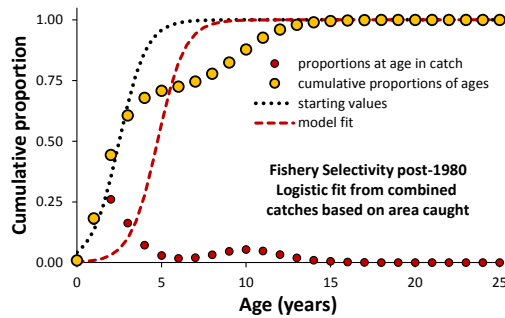 1.00
0.75
0.50
0.25
0.00
Cumulative proportion
proportions at age in catch
cumulative proportions of ages
starting values
model fit
Fishery Selectivity post-1980
Logistic fit from combined
catches based on area caught
0 5 10 15 20 25
Age (years)